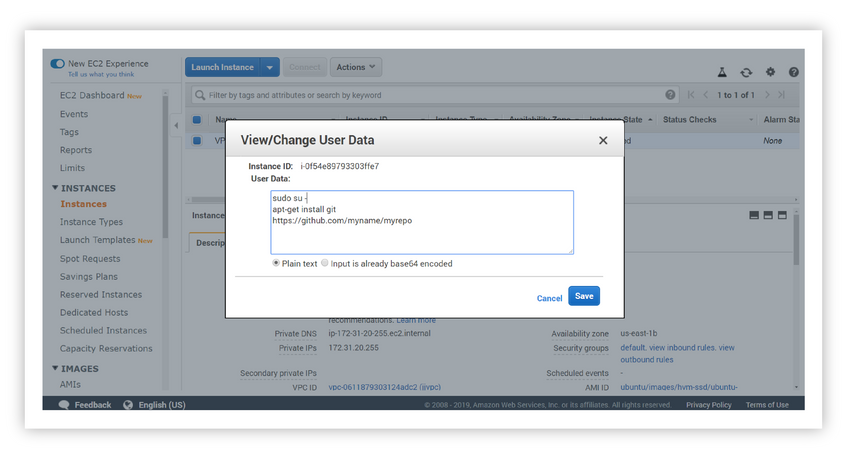 New EC2 Experience
Tell us what you think
EC2 Dashboard New
Events
Tags
Reports
Limits
INSTANCES
Instances
Instance Types
Launch Templates New
Spot Requests
Savings Plans
Reserved Instances
Dedicated Hosts
Scheduled Instances
Capacity Reservations
IMAGES
AMIs
Launch Instance
Connect
Actions
Filter by tags and attributes or search by keyword
1 to 1 of 1
Name Instance ID Instance Type Availability Zone Instance State Status Checks Alarm Sta
None
View/Change User Data
Instance ID: i-0f54e89793303ffe7
User Data:
sudo su -
apt-get install git
https://github.com/myname/myrepo
Plain text Input is already base64 encoded
Cancel Save
Instance
Descrip
recommendations. Learn more
Private DNS ip-172-31-20-255.ec2.internal
Private IPs 172.31.20.255
Secondary private IPs
VPC ID vpc-0611879303124adc2
Availability zone us-east-1b
Security groups default. view inbound rules. view
outbound rules
Scheduled events -
AMI ID ubuntu/images/hvm-ssd/ubuntu-
Feedback English (US)
© 2008 - 2019, Amazon Web Services, Inc. or its affiliates. All rights reserved. Privacy Policy Terms of Use